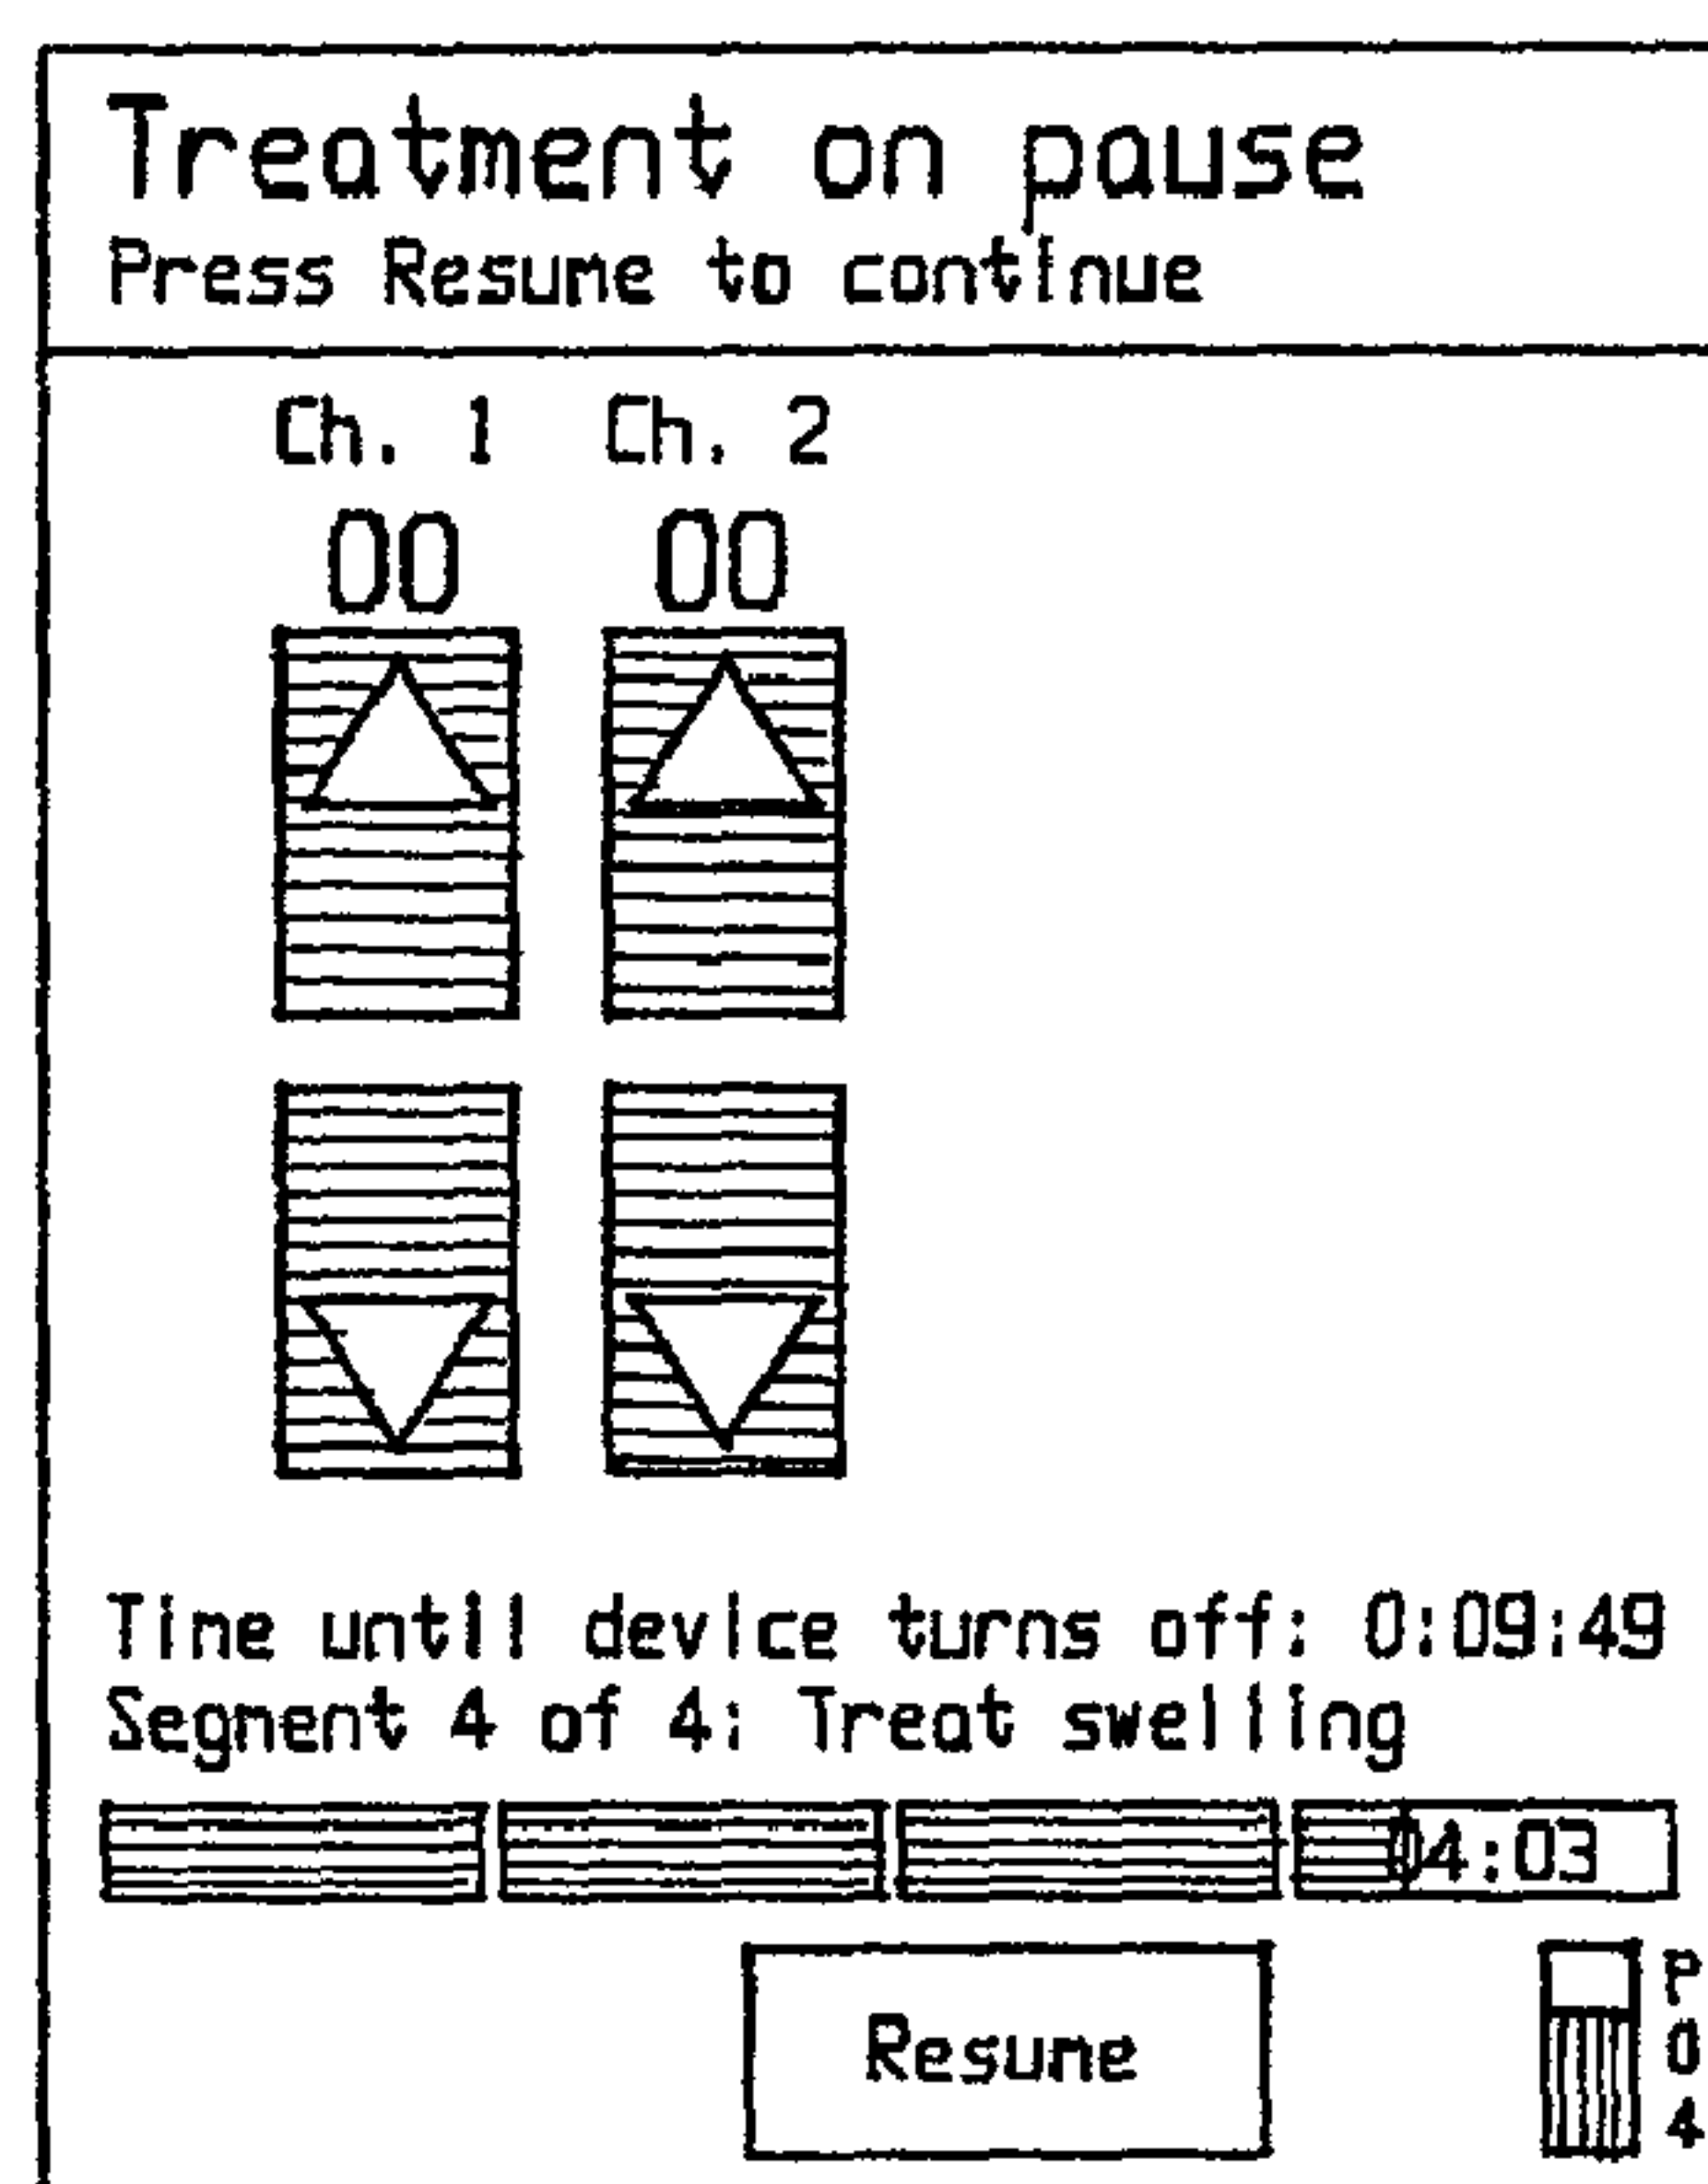 Treatment on pause
Press Resume to continue
Ch. 1 Ch. 2
00 00
Time until device turns off: 0:09:49
Segment 4 of 4: Treat swelling
04:03
Resume
P
d
4